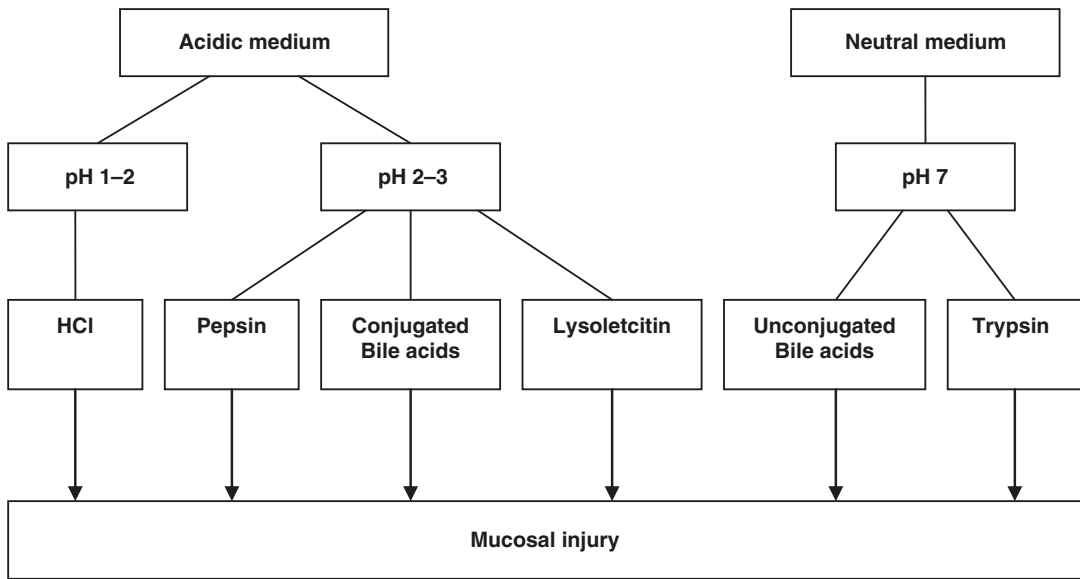 Acidic medium
Neutral medium
pH 1–2
pH 2–3
pH 7
HCl
Pepsin
Conjugated
Bile acids
Lysoletcitin
Unconjugated
Bile acids
Trypsin
Mucosal injury